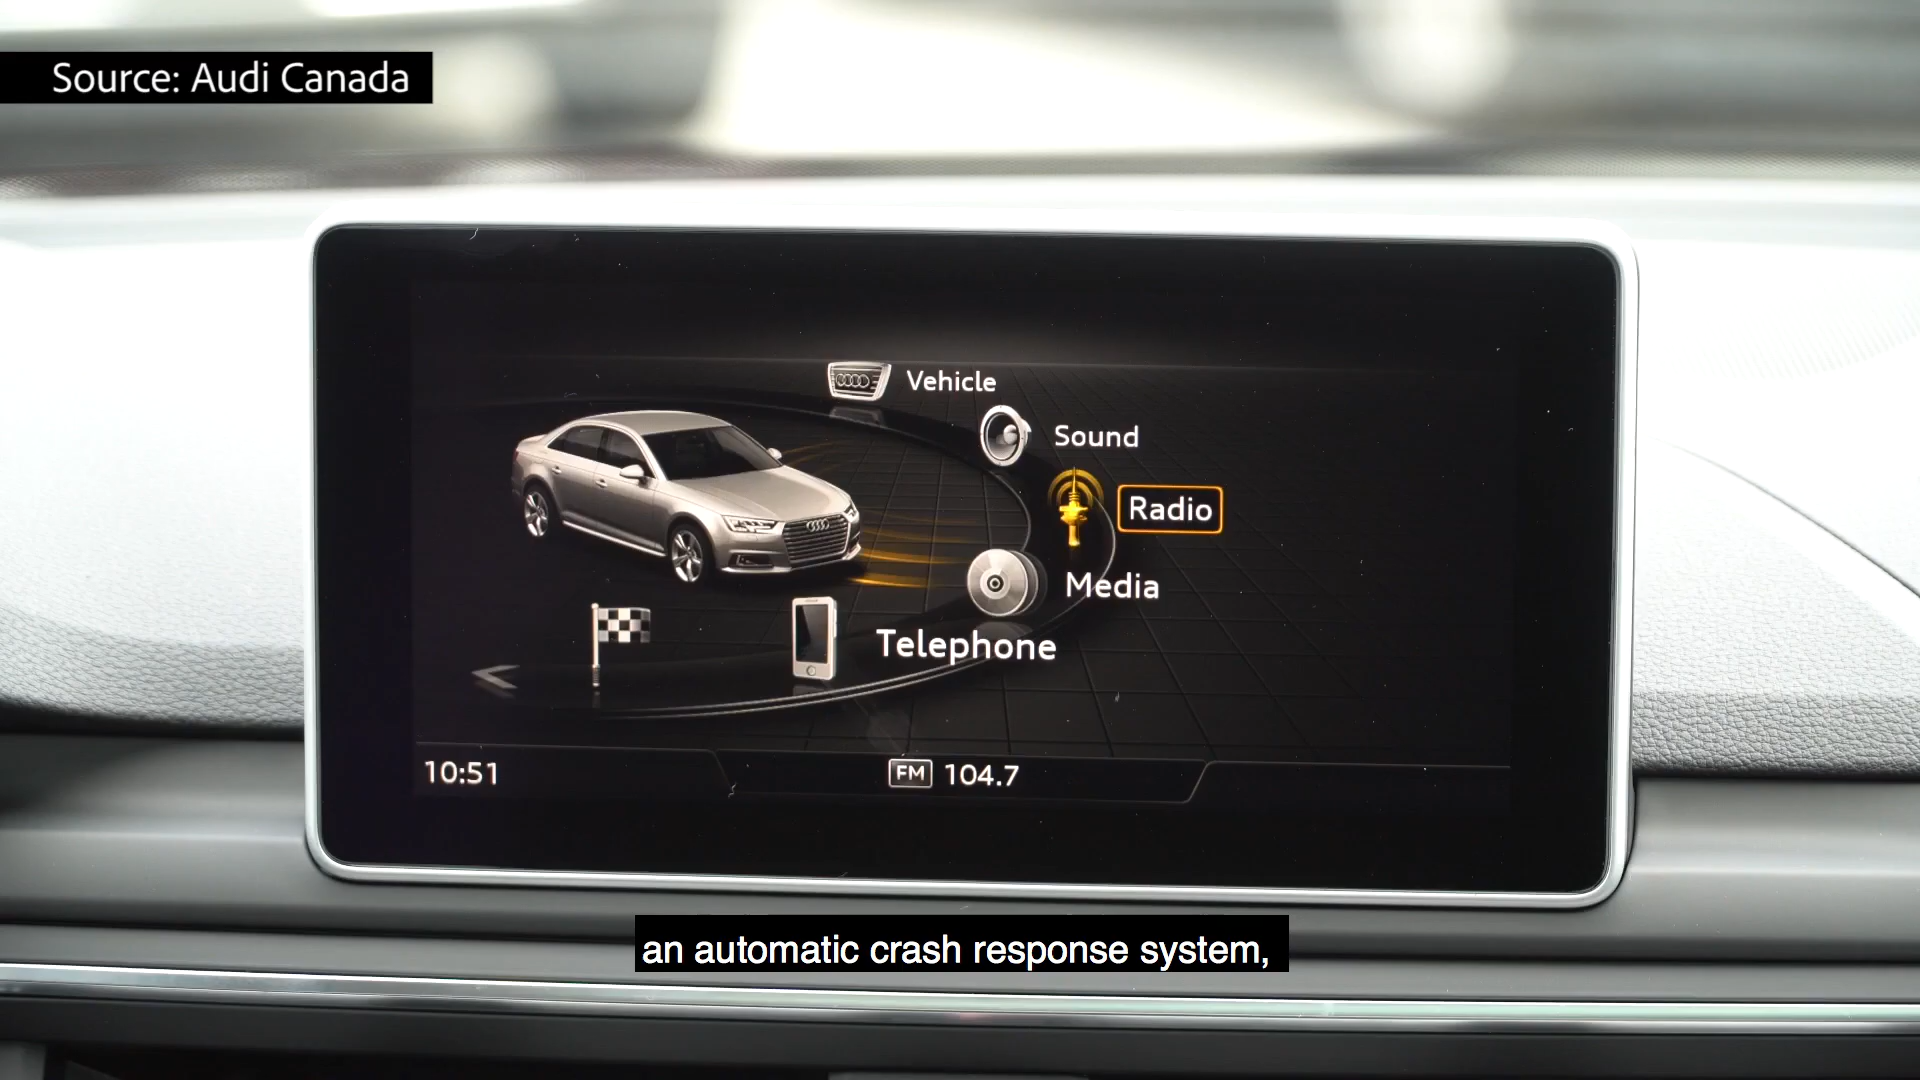 Source: Audi Canada
Vehicle
Sound
Radio
Media
Telephone
10:51
FM 104.7
an automatic crash response system,